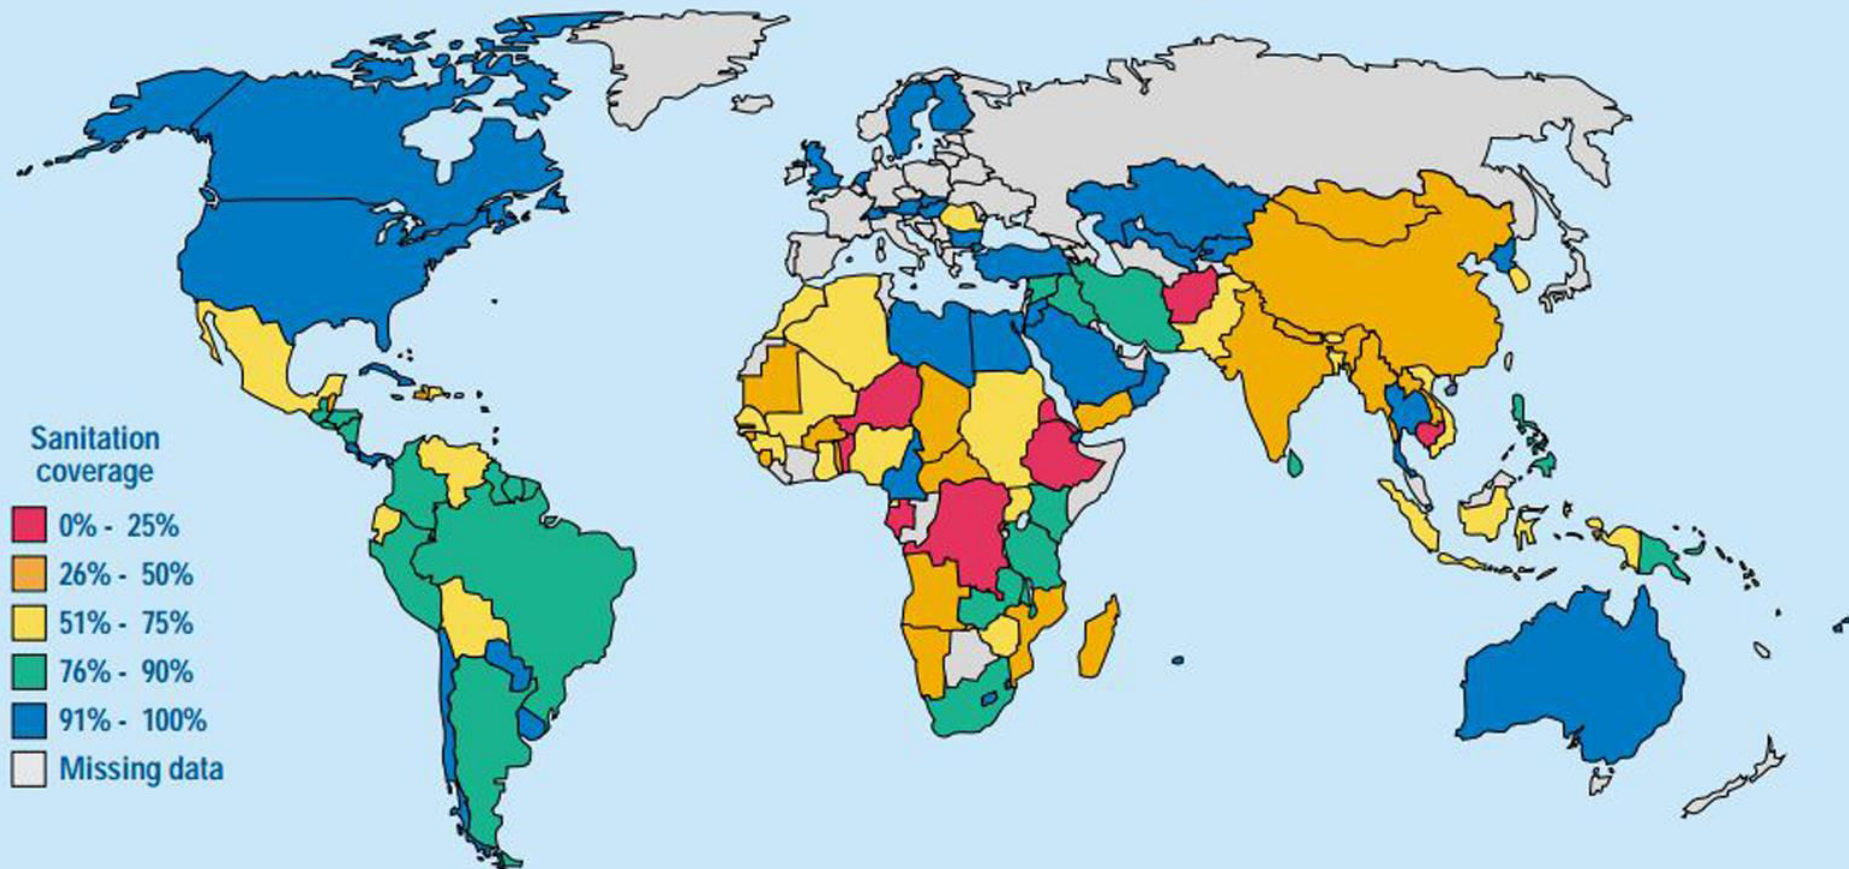 Sanitation
coverage
0% - 25%
26% - 50%
51% - 75%
76% - 90%
91% - 100%
Missing data